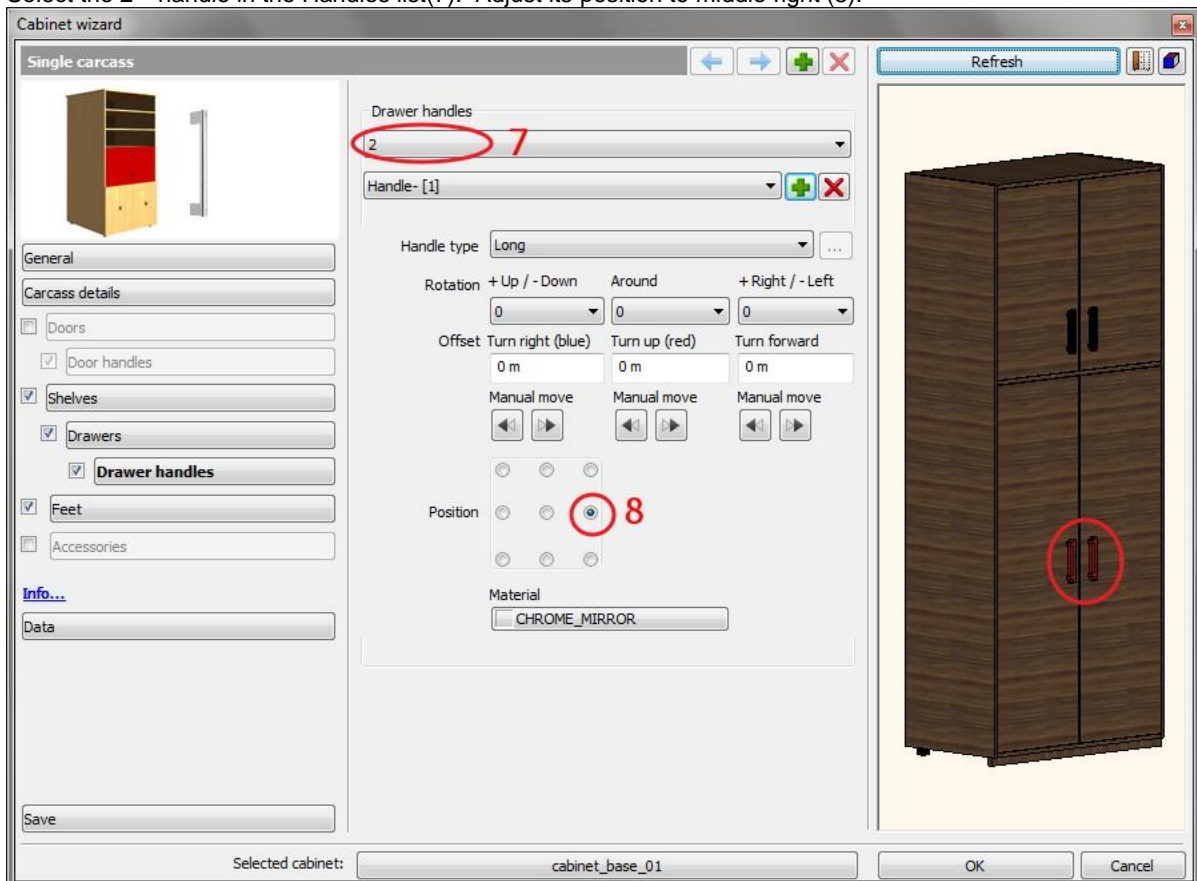 Select the 2 handle in the Handles list(7). Adjust its position to middle right (8).
Cabinet wizard
Single carcass
Refresh
Drawer handles
2
7
Handle- [1]
Handle type
Long
...
General
Carcass details
Doors
Door handles
Shelves
Drawers
Drawer handles
Feet
Accessories
Info...
Data
Rotation
+ Up / - Down
Around
+ Right / - Left
0
0
0
Offset
Turn right (blue)
Turn up (red)
Turn forward
0 m
0 m
0 m
Manual move
Manual move
Manual move
Position
8
Material
CHROME_MIRROR
Save
Selected cabinet:
cabinet_base_01
OK
Cancel